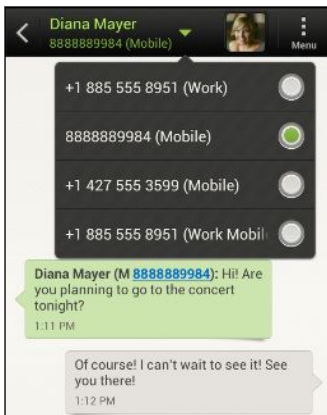 Diana Mayer
8888889984 (Mobile)
Menu
+1 885 555 8951 (Work)
8888889984 (Mobile)
+1 427 555 3599 (Mobile)
+1 885 555 8951 (Work Mobil
Diana Mayer (M 8888889984): Hi! Are
you planning to go to the concert
tonight?
1:11 PM
Of course! I can't wait to see it! See
you there!
1:12 PM